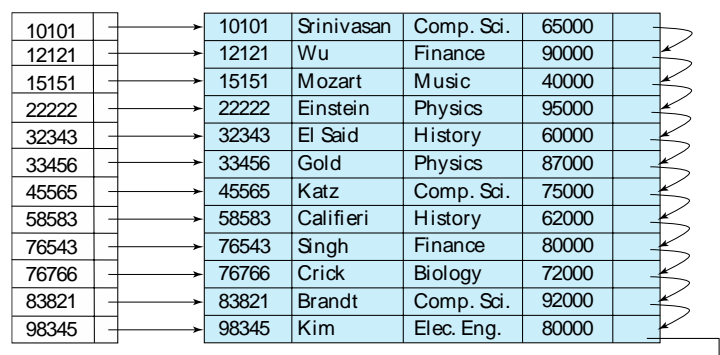 10101 10101 Srinivasan Comp. Sci. 65000
12121 12121 Wu Finance 90000
15151 15151 Mozart Music 40000
22222 22222 Einstein Physics 95000
32343 32343 El Said History 60000
33456 33456 Gold Physics 87000
45565 45565 Katz Comp. Sci. 75000
58583 58583 Califieri History 62000
76543 76543 Singh Finance 80000
76766 76766 Crick Biology 72000
83821 83821 Brandt Comp. Sci. 92000
98345 98345 Kim Elec. Eng. 80000